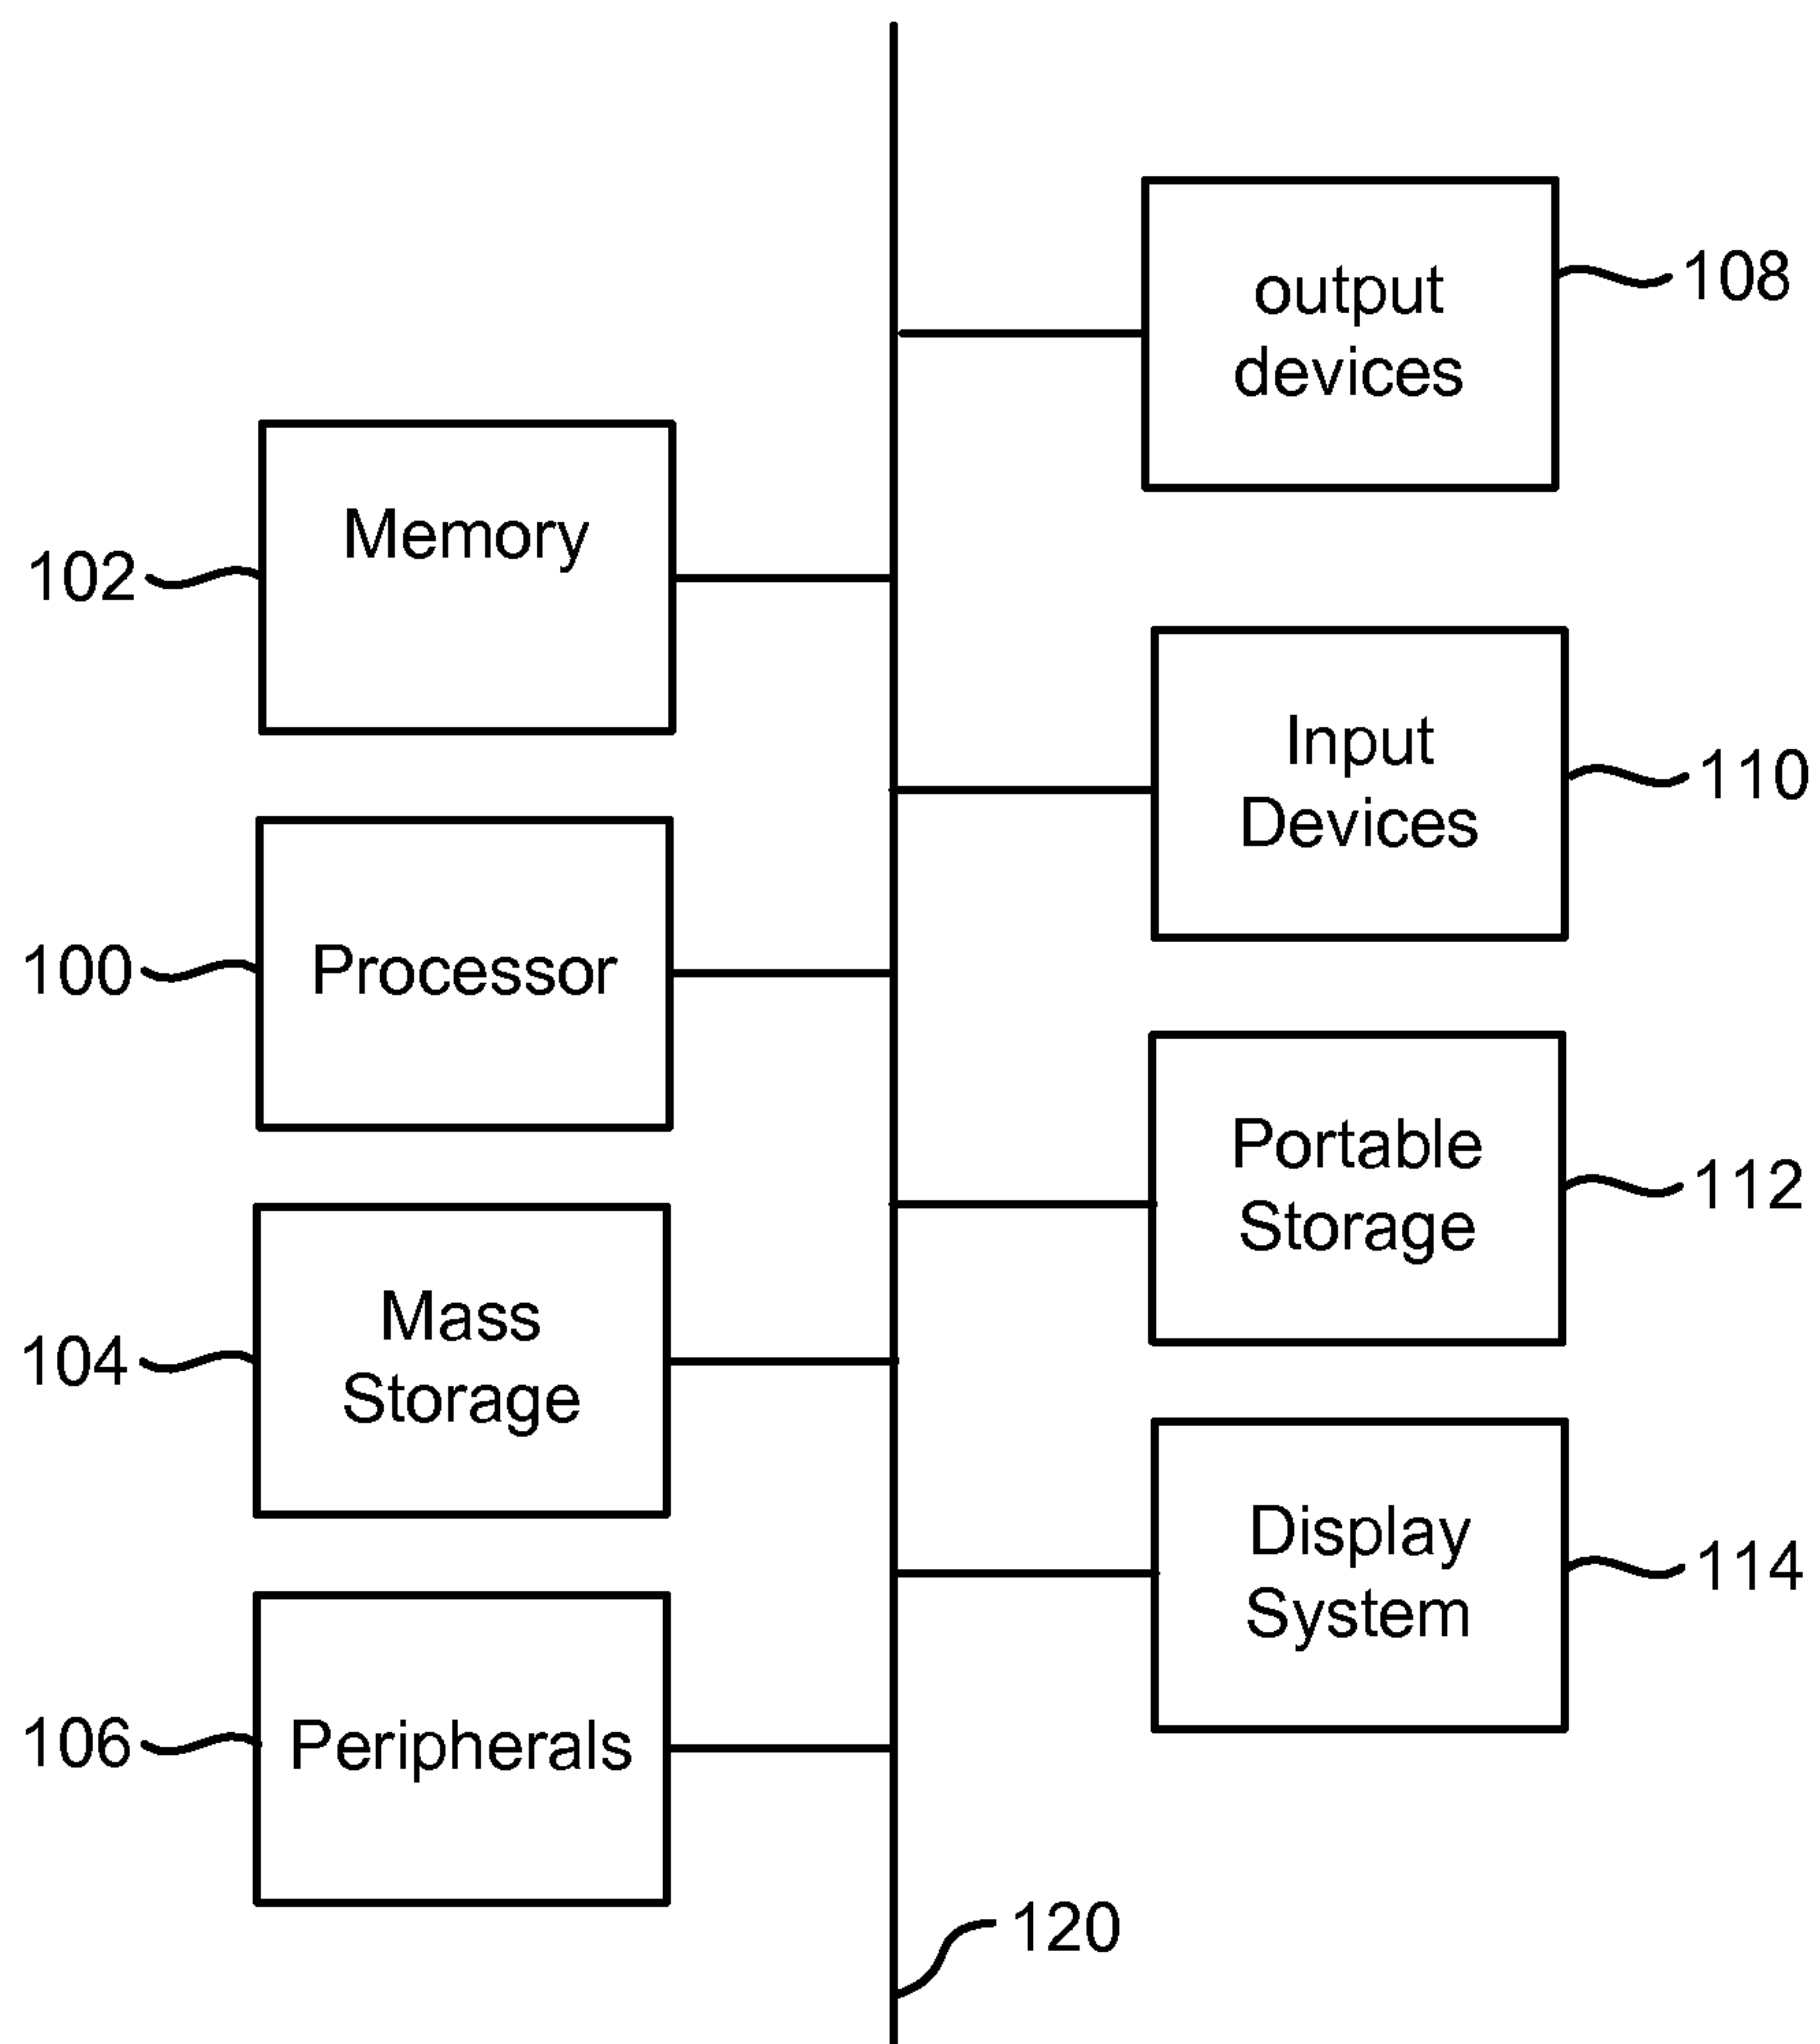 output
devices
108
Memory
102
Input
Devices
110
100
Processor
Portable
Storage
112
Mass
Storage
104
Display
System
114
106
Peripherals
120